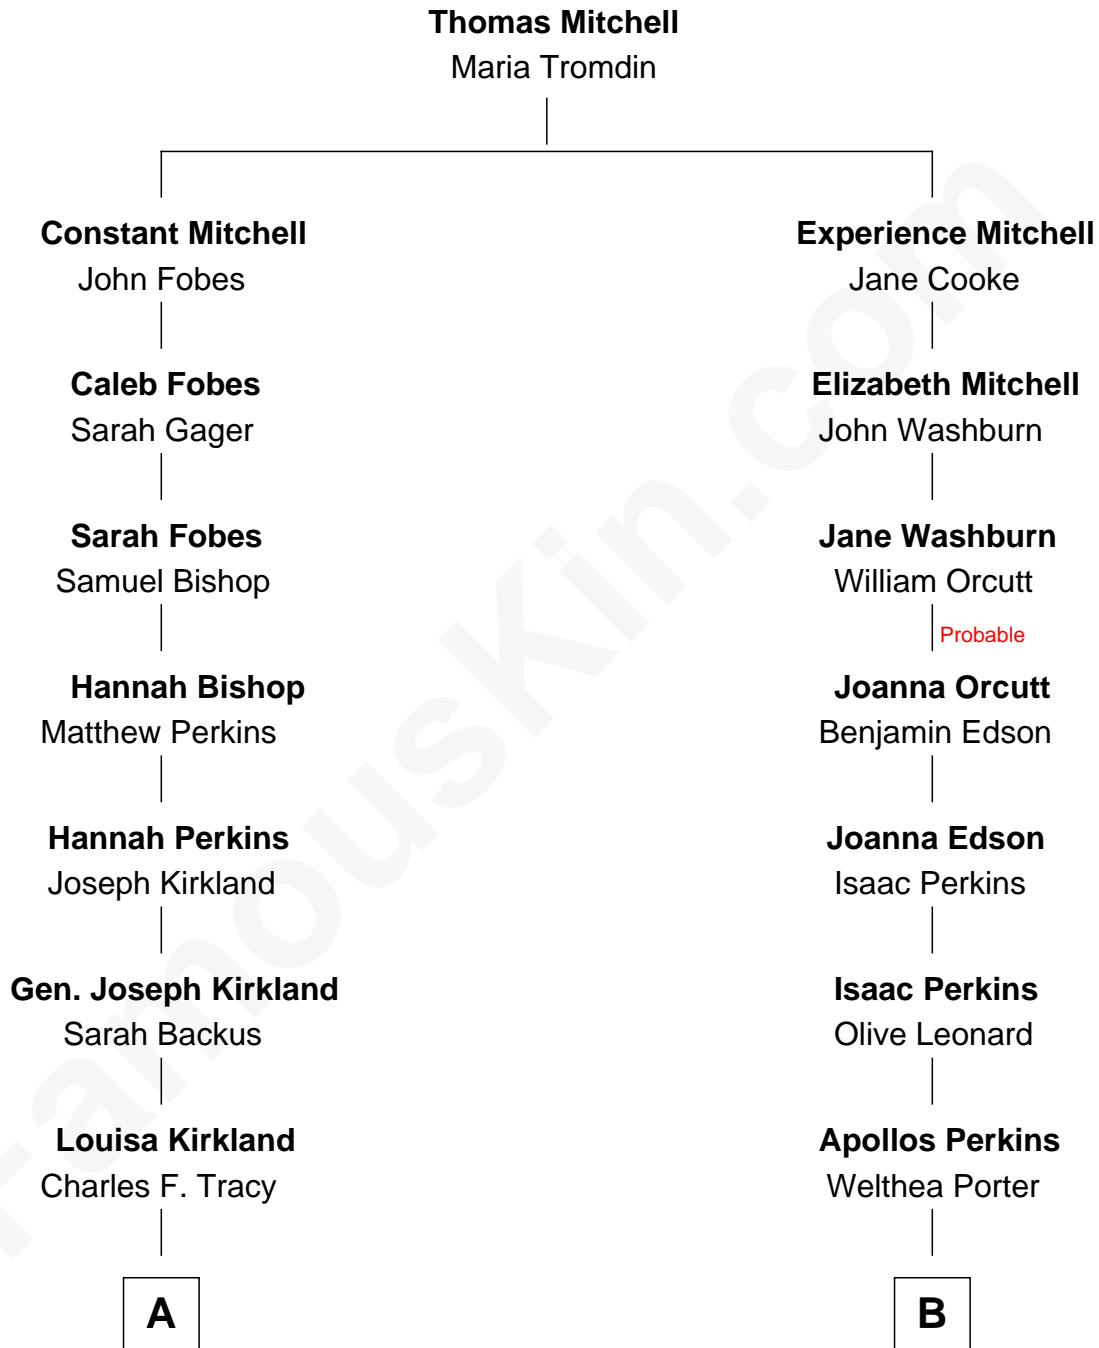 Thomas Mitchell
Maria Tromdin
Constant Mitchell
John Fobes
Experience Mitchell
Jane Cooke
Caleb Fobes
Sarah Gager
Elizabeth Mitchell
John Washburn
Sarah Fobes
Samuel Bishop
Jane Washburn
William Orcutt
Probable
Hannah Bishop
Matthew Perkins
Joanna Orcutt
Benjamin Edson
Hannah Perkins
Joseph Kirkland
Joanna Edson
Isaac Perkins
Gen. Joseph Kirkland
Sarah Backus
Isaac Perkins
Olive Leonard
Louisa Kirkland
Charles F. Tracy
Apollos Perkins
Welthea Porter
A
B
FamousKin.com